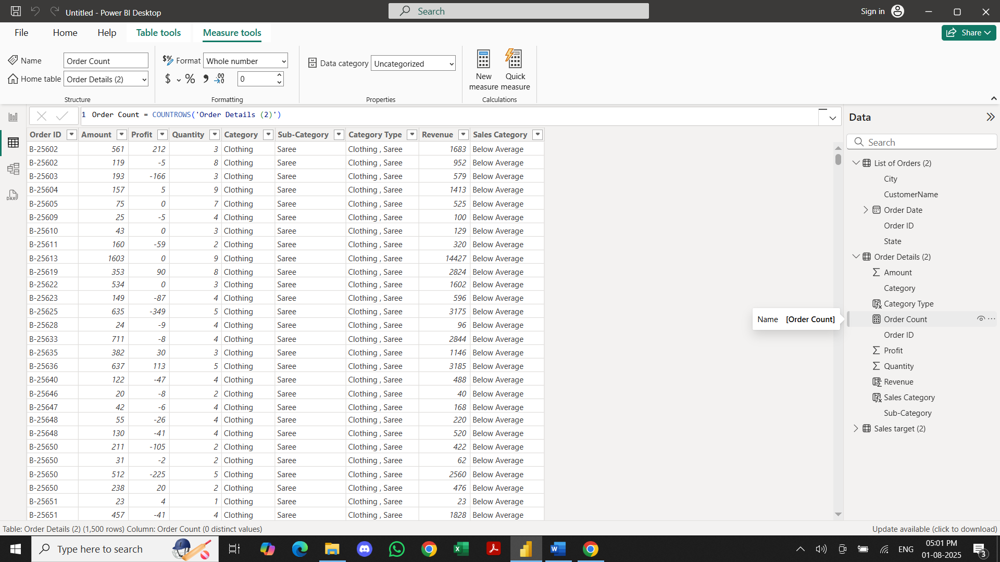 Untitled - Power BI Desktop
Search
Sign in
File Home Help Table tools Measure tools
Share
Name Order Count
Format Whole number
Data category Uncategorized
Home table Order Details (2)
$ % 0
New measure
Quick measure
Structure Formatting Properties Calculations
1 Order Count = COUNTROWS('Order Details (2)')
Order ID Amount Profit Quantity Category Sub-Category Category Type Revenue Sales Category
B-25602 561 212 3 Clothing Saree Clothing , Saree 1683 Below Average
B-25602 119 -5 8 Clothing Saree Clothing , Saree 952 Below Average
B-25603 193 -166 3 Clothing Saree Clothing , Saree 579 Below Average
B-25604 157 5 9 Clothing Saree Clothing , Saree 1413 Below Average
B-25605 75 0 7 Clothing Saree Clothing , Saree 525 Below Average
B-25609 25 -5 4 Clothing Saree Clothing , Saree 100 Below Average
B-25610 43 0 3 Clothing Saree Clothing , Saree 129 Below Average
B-25611 160 -59 2 Clothing Saree Clothing , Saree 320 Below Average
B-25613 1603 0 9 Clothing Saree Clothing , Saree 14427 Below Average
B-25619 353 90 8 Clothing Saree Clothing , Saree 2824 Below Average
B-25622 534 0 3 Clothing Saree Clothing , Saree 1602 Below Average
B-25623 149 -87 4 Clothing Saree Clothing , Saree 596 Below Average
B-25625 635 -349 5 Clothing Saree Clothing , Saree 3175 Below Average
B-25628 24 -9 4 Clothing Saree Clothing , Saree 96 Below Average
B-25633 711 -8 4 Clothing Saree Clothing , Saree 2844 Below Average
B-25635 382 30 3 Clothing Saree Clothing , Saree 1146 Below Average
B-25636 637 113 5 Clothing Saree Clothing , Saree 3185 Below Average
B-25640 122 -47 4 Clothing Saree Clothing , Saree 488 Below Average
B-25646 20 -8 2 Clothing Saree Clothing , Saree 40 Below Average
B-25647 42 -6 4 Clothing Saree Clothing , Saree 168 Below Average
B-25648 55 -26 4 Clothing Saree Clothing , Saree 220 Below Average
B-25648 130 -41 4 Clothing Saree Clothing , Saree 520 Below Average
B-25650 211 -105 2 Clothing Saree Clothing , Saree 422 Below Average
B-25650 31 -2 2 Clothing Saree Clothing , Saree 62 Below Average
B-25650 512 -225 5 Clothing Saree Clothing , Saree 2560 Below Average
B-25650 238 20 2 Clothing Saree Clothing , Saree 476 Below Average
B-25651 23 4 1 Clothing Saree Clothing , Saree 23 Below Average
B-25651 457 -41 4 Clothing Saree Clothing , Saree 1828 Below Average
Name [Order Count]
Data
Search
List of Orders (2)
City
CustomerName
Order Date
Order ID
State
Order Details (2)
Amount
Category
Category Type
Order Count
Order ID
Profit
Quantity
Revenue
Sales Category
Sub-Category
Sales target (2)
Table: Order Details (2) (1,500 rows) Column: Order Count (0 distinct values)
Update available (click to download)
Type here to search
ENG
05:01 PM
01-08-2025
3